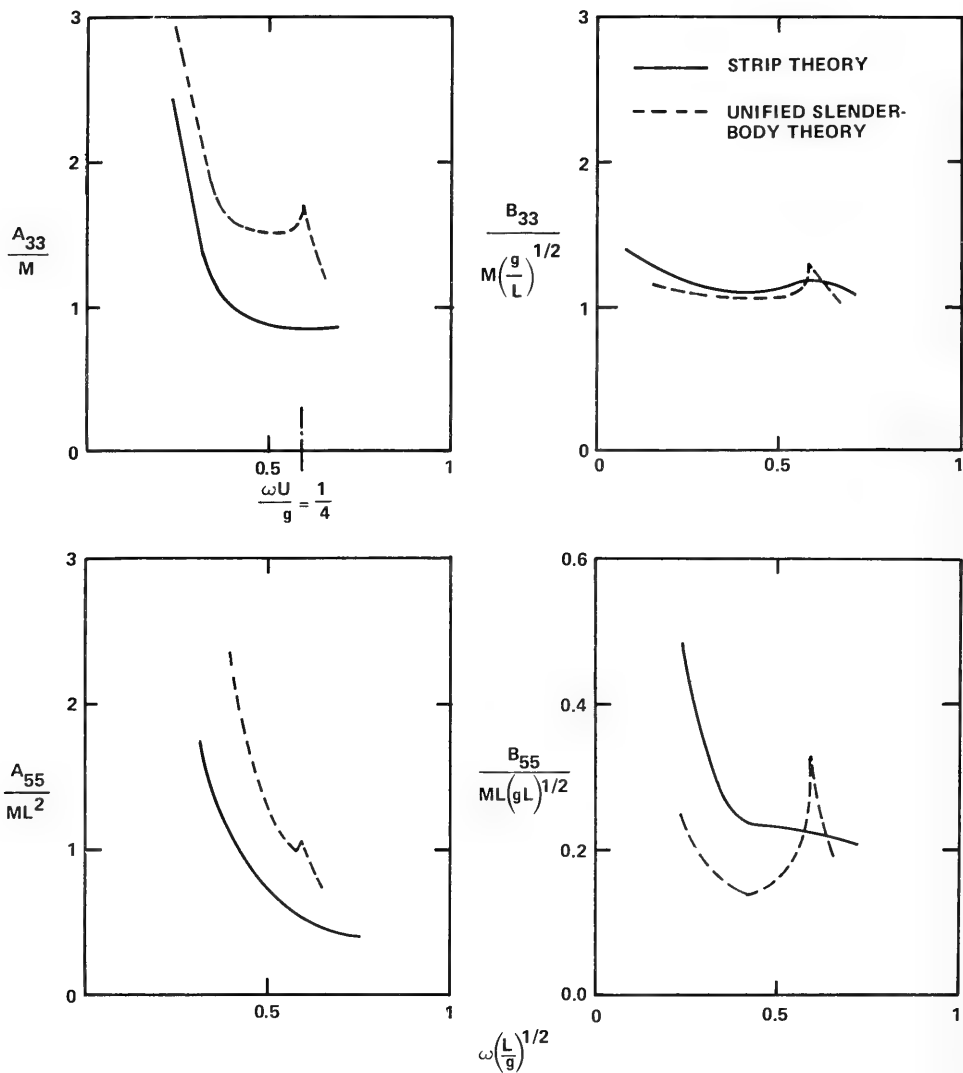 3
2
1
0
A33/M
0.5
1
ωU/g = 1/4
3
2
1
0
B33/M(g/L)^1/2
0
0.5
1
STRIP THEORY
UNIFIED SLENDER-
BODY THEORY
3
2
1
0
A55/ML^2
0.5
1
0.6
0.4
0.2
0.0
B55/ML(gL)^1/2
0
0.5
1
ω(L/g)^1/2